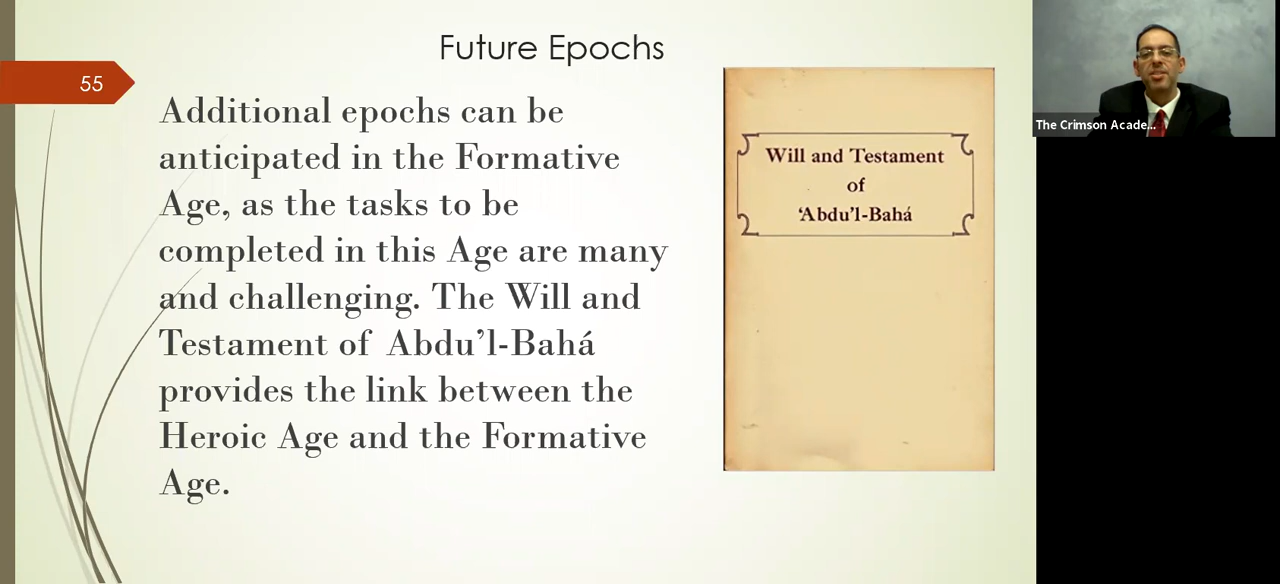 Future Epochs
55
Additional epochs can be
anticipated in the Formative
Age, as the tasks to be
completed in this Age are many
and challenging. The Will and
Testament of Abdu’l-Bahá
provides the link between the
Heroic Age and the Formative
Age.
Will and Testament
of
‘Abdu’l-Bahá
The Crimson Acade...